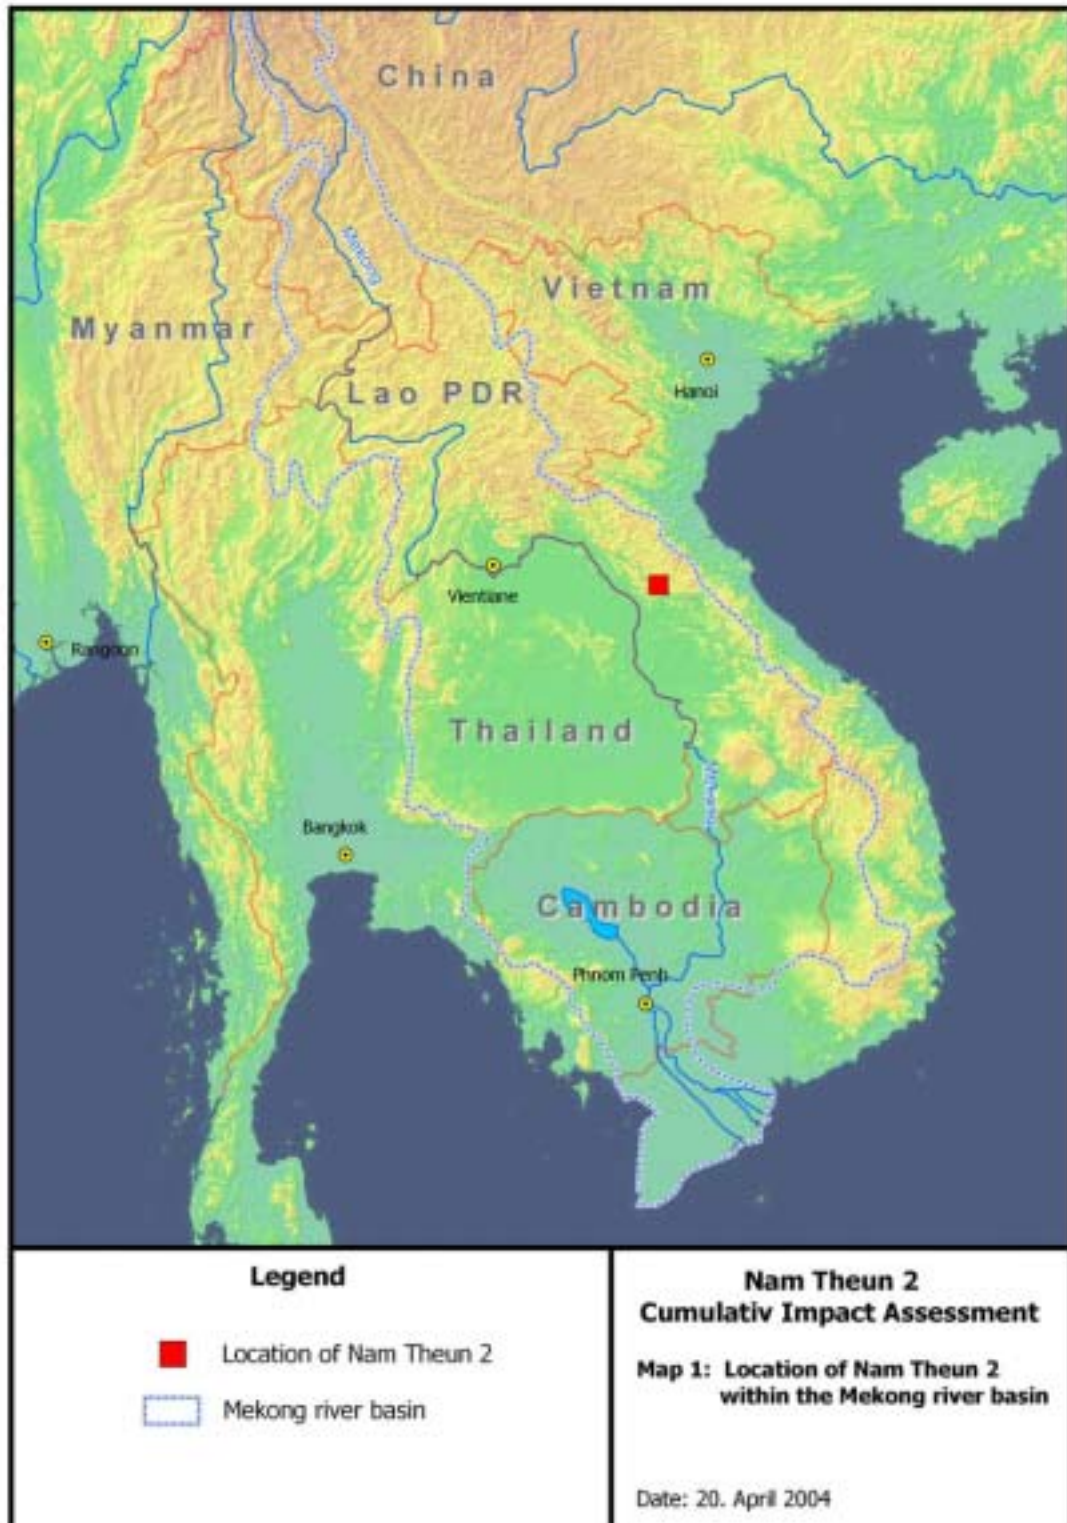 China
Mekong
Vietnam
Myanmar
Hanoi
Lao PDR
Vientiane
Rangoon
Thailand
Mekong
Bangkok
Cambodia
Phnom Penh
Legend
Location of Nam Theun 2
Mekong river basin
Nam Theun 2
Cumulativ Impact Assessment
Map 1: Location of Nam Theun 2
within the Mekong river basin
Date: 20. April 2004